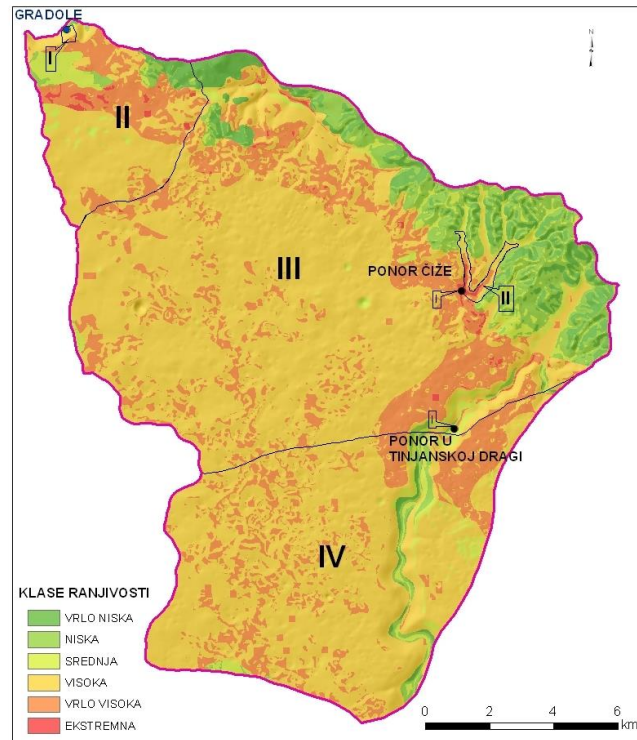 GRADOLE
N
I
II
III
PONOR ČIŽE
I
II
I
PONOR U
TINJANSKOJ DRAGI
IV
KLASE RANJIVOSTI
VRLO NISKA
NISKA
SREDNJA
VISOKA
VRLO VISOKA
EKSTREMNA
0 2 4 6
km